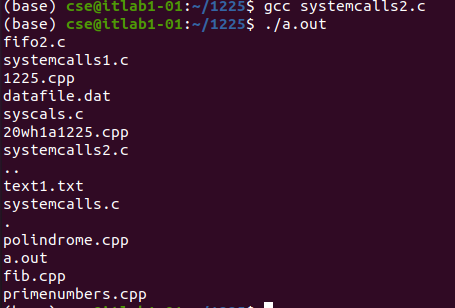 (base) cse@itlab1-01:~/1225$ gcc systemcalls2.c
(base) cse@itlab1-01:~/1225$ ./a.out
fifo2.c
systemcalls1.c
1225.cpp
datafile.dat
syscals.c
20wh1a1225.cpp
systemcalls2.c
..
text1.txt
systemcalls.c
.
polindrome.cpp
a.out
fib.cpp
primenumbers.cpp
(base) cse@itlab1-01:~/1225$